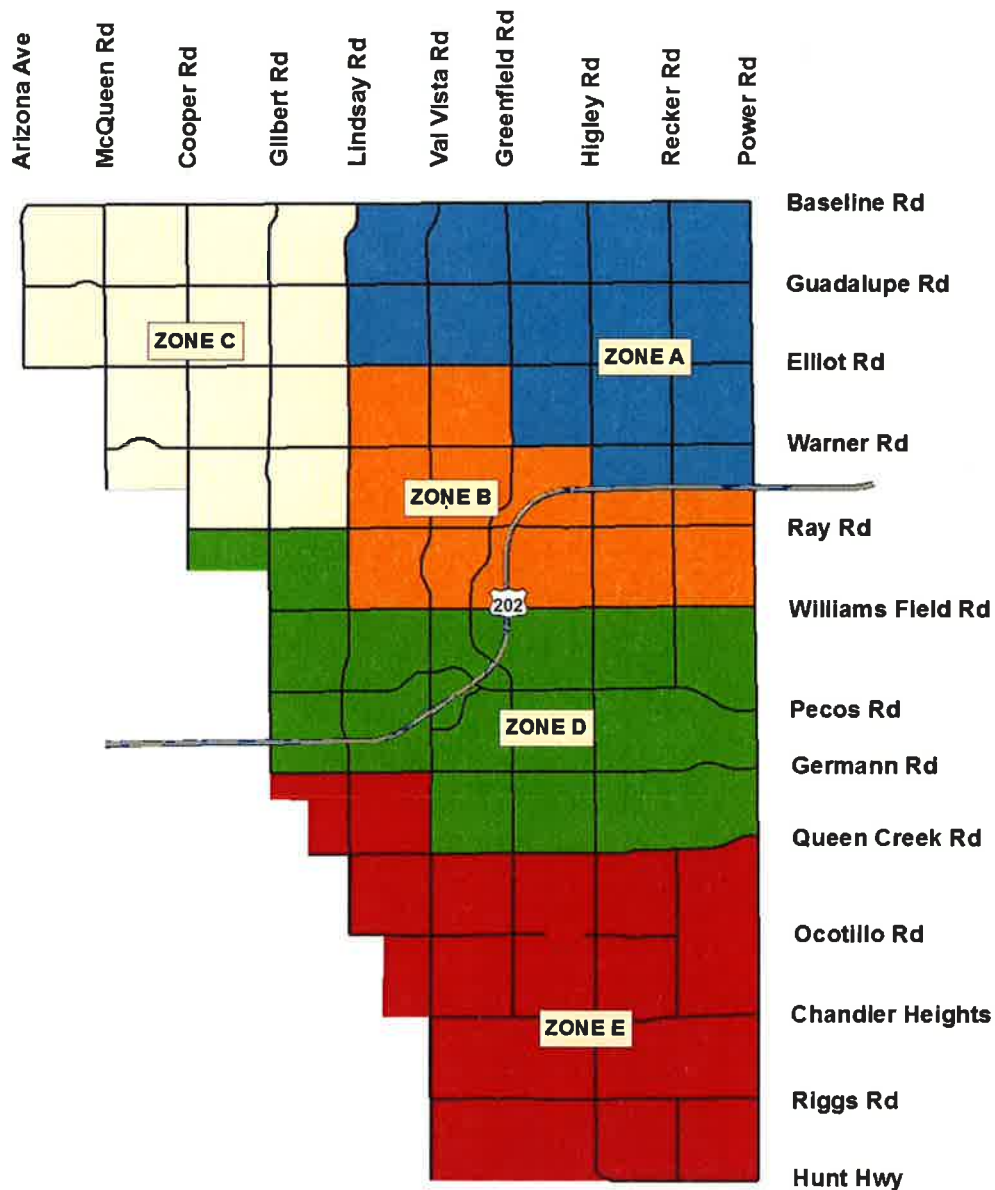 Arizona Ave
McQueen Rd
Cooper Rd
Gilbert Rd
Lindsay Rd
Val Vista Rd
Greenfield Rd
Higley Rd
Recker Rd
Power Rd
Baseline Rd
Guadalupe Rd
ZONE C
ZONE A
Elliot Rd
Warner Rd
ZONE B
Ray Rd
202
Williams Field Rd
Pecos Rd
ZONE D
Germann Rd
Queen Creek Rd
Ocotillo Rd
Chandler Heights
ZONE E
Riggs Rd
Hunt Hwy